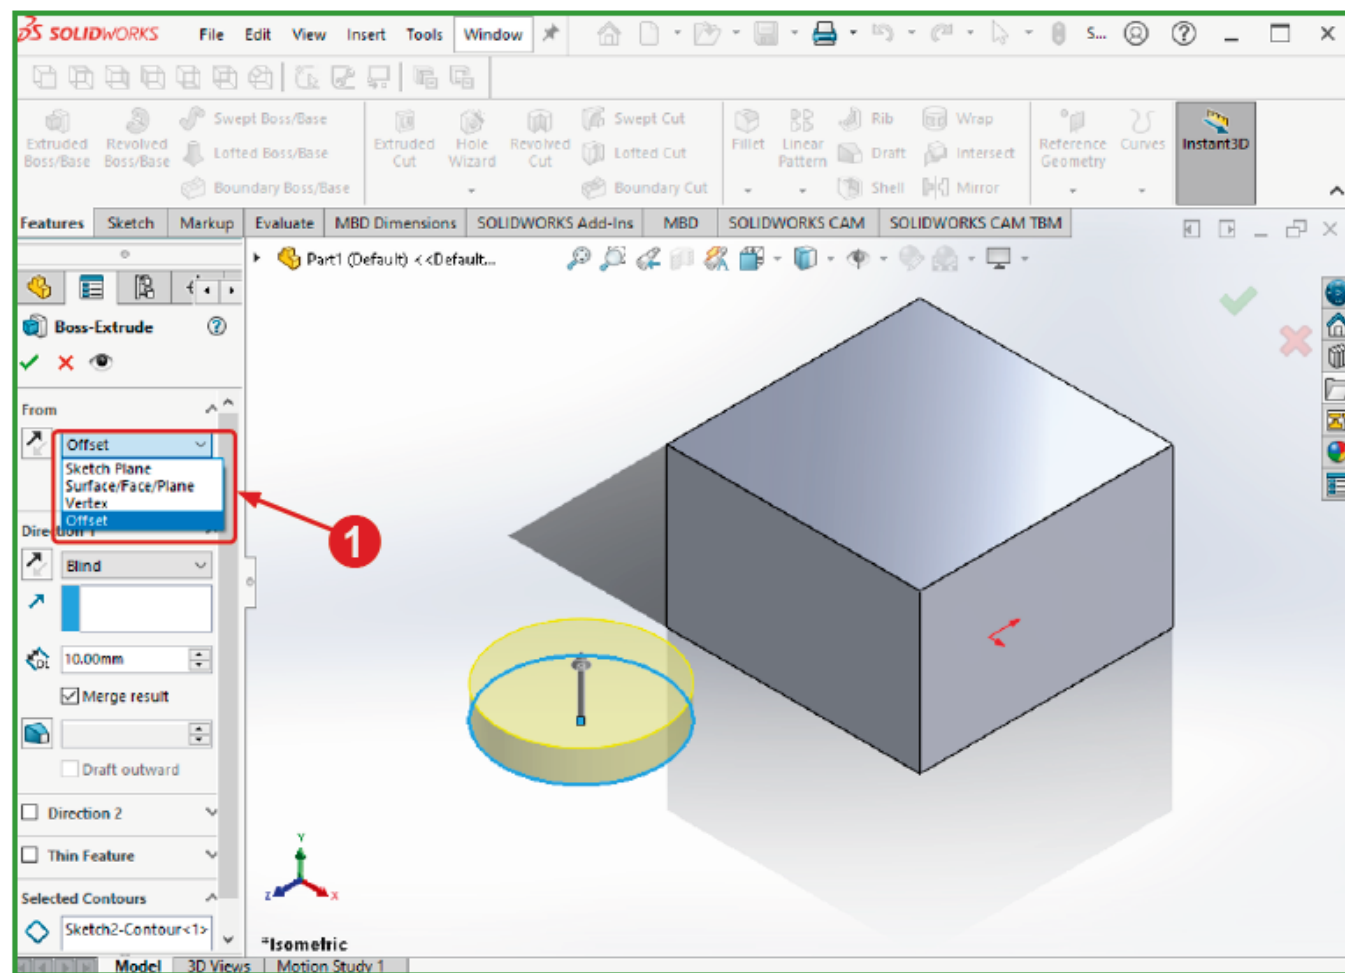 SOLIDWORKS File Edit View Insert Tools Window S... ?
Extruded Boss/Base
Revolved Boss/Base
Swept Boss/Base
Lofted Boss/Base
Boundary Boss/Base
Extruded Cut
Hole Wizard
Revolved Cut
Swept Cut
Lofted Cut
Boundary Cut
Fillet
Linear Pattern
Rib
Draft
Shell
Wrap
Intersect
Mirror
Reference Geometry
Curves
Instant3D
Features Sketch Markup Evaluate MBD Dimensions SOLIDWORKS Add-Ins MBD SOLIDWORKS CAM SOLIDWORKS CAM TBM
Part1 (Default) <<Default...
Boss-Extrude ?
From
Offset
Sketch Plane
Surface/Face/Plane
Vertex
Offset
1
Direction 1
Blind
D1 10.00mm
Merge result
Draft outward
Direction 2
Thin Feature
Selected Contours
Sketch2-Contour<1>
Y
Z X
*Isometric
Model 3D Views Motion Study 1